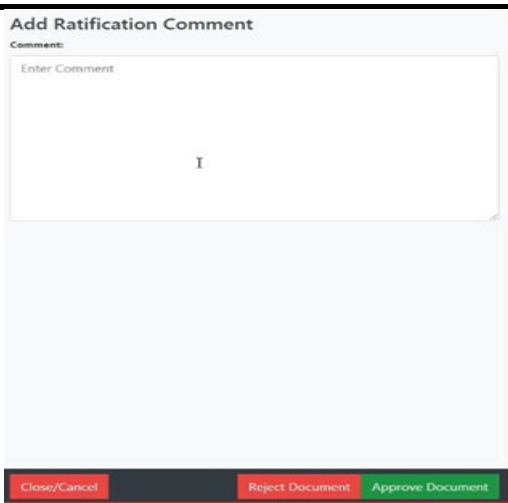 Add Ratification Comment
Comment:
Enter Comment
Close/Cancel
Reject Document
Approve Document